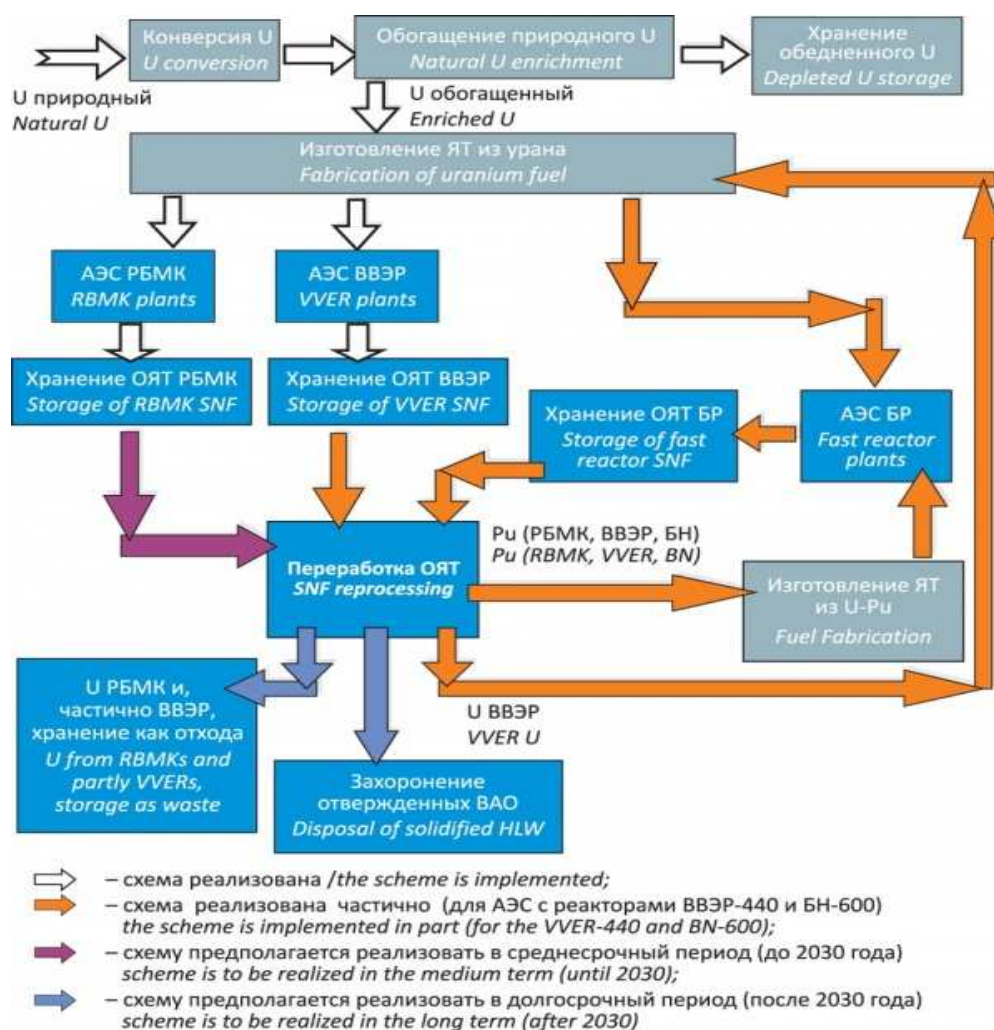 Конверсия U
U conversion
Обогащение природного U
Natural U enrichment
Хранение
обедненного U
Depleted U storage
U природный
Natural U
U обогащенный
Enriched U
Изготовление ЯТ из урана
Fabrication of uranium fuel
АЭС РБМК
RBMK plants
АЭС ВВЭР
VVER plants
Хранение ОЯТ РБМК
Storage of RBMK SNF
Хранение ОЯТ ВВЭР
Storage of VVER SNF
Хранение ОЯТ БР
Storage of fast
reactor SNF
АЭС БР
Fast reactor
plants
Pu (РБМК, ВВЭР, БН)
Pu (RBMK, VVER, BN)
Переработка ОЯТ
SNF reprocessing
Изготовление ЯТ
из U-Pu
Fuel Fabrication
U РБМК и,
частично ВВЭР,
хранение как отхода
U from RBMKs and
partly VVERs,
storage as waste
U ВВЭР
VVER U
Захоронение
отвержденных ВАО
Disposal of solidified HLW
– схема реализована /the scheme is implemented;
– схема реализована частично (для АЭС с реакторами ВВЭР-440 и БН-600)
the scheme is implemented in part (for the VVER-440 and BN-600);
– схему предполагается реализовать в среднесрочный период (до 2030 года)
scheme is to be realized in the medium term (until 2030);
– схему предполагается реализовать в долгосрочный период (после 2030 года)
scheme is to be realized in the long term (after 2030)